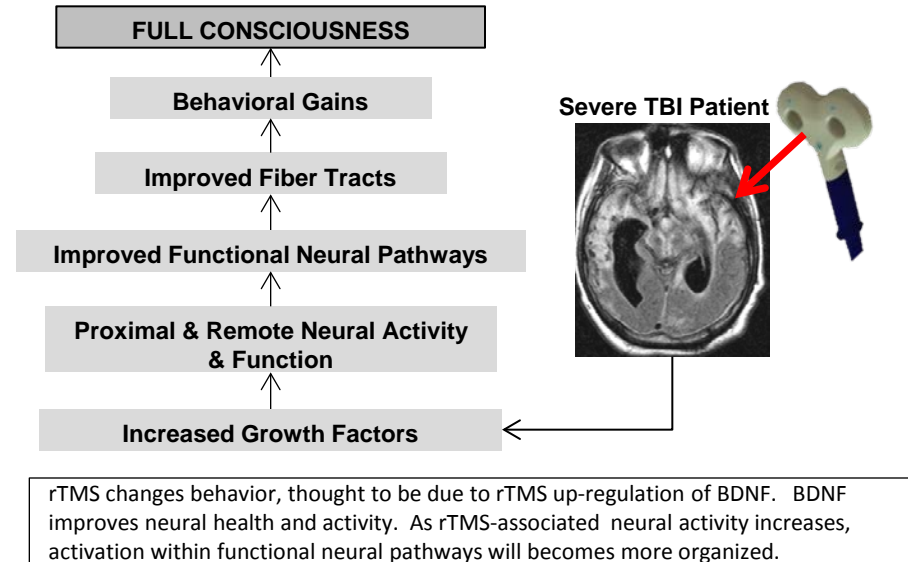 FULL CONSCIOUSNESS
Behavioral Gains
Severe TBI Patient
Improved Fiber Tracts
Improved Functional Neural Pathways
Proximal & Remote Neural Activity
& Function
Increased Growth Factors
rTMS changes behavior, thought to be due to rTMS up-regulation of BDNF. BDNF
improves neural health and activity. As rTMS-associated neural activity increases,
activation within functional neural pathways will becomes more organized.